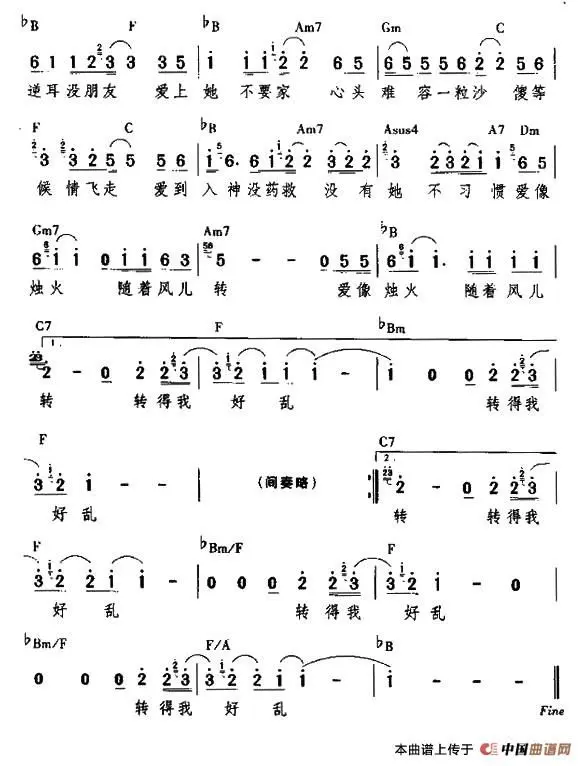 ♭B F ♭B Am7 Gm C
6 1 1 2 3 3 3 5 i i i 2 2 6 5 6 5 5 5 6 5 2 2 5 6
逆耳没朋友 爱上 她 不要家 心头 难 容一粒沙 傻等
F C ♭B Am7 Asus4 A7 Dm
3 3 2 5 5 5 6 i 6. 6 i 2 2 3 2 2 3 2 3 2 i i 6 5
候 情飞走 爱到 入神没药救 没有 她 不习 惯爱像
Gm7 Am7 ♭B
6 i i 0 i i 6 3 5 - - 0 5 5 6 i i. i i i i
烛火 随着风儿 转 爱像 烛火 随着风儿
C7 F ♭Bm
1.
2 - 0 2 2 3 3 2 i i i - i 0 0 2 2 3
转 转得我 好 乱 转得我
F C7
3 2 i - - (间奏略) 2. 2 - 0 2 2 3
好乱 转 转得我
F ♭Bm/F F
3 2 2 i i - 0 0 0 2 2 3 3 2 i - 0
好乱 转得我 好乱
♭Bm/F F/A ♭B
0 0 0 2 2 3 3 2 2 i i i - - 0
转得我 好 乱 Fine
本曲谱上传于 中国曲谱网